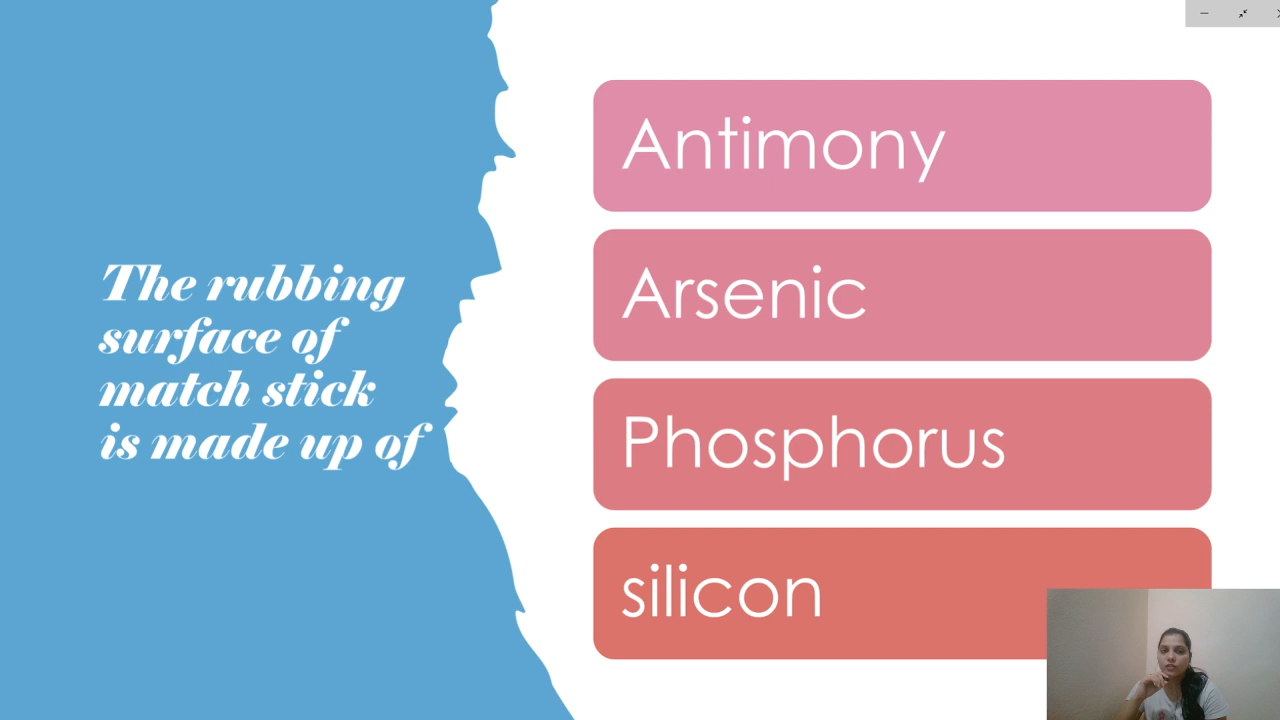 The rubbing
surface of
match stick
is made up of
Antimony
Arsenic
Phosphorus
silicon